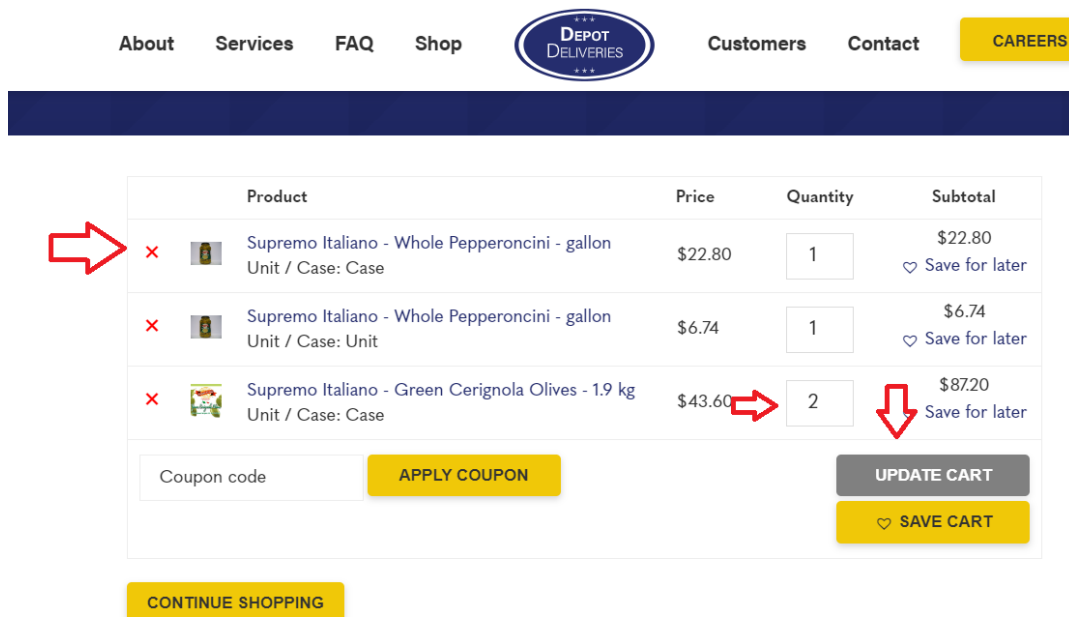 About Services FAQ Shop DEPOT DELIVERIES Customers Contact CAREERS
Product Price Quantity Subtotal
Supremo Italiano - Whole Pepperoncini - gallon
Unit / Case: Case
$22.80 1 $22.80
Save for later
Supremo Italiano - Whole Pepperoncini - gallon
Unit / Case: Unit
$6.74 1 $6.74
Save for later
Supremo Italiano - Green Cerignola Olives - 1.9 kg
Unit / Case: Case
$43.60 2 $87.20
Save for later
Coupon code APPLY COUPON UPDATE CART
SAVE CART
CONTINUE SHOPPING